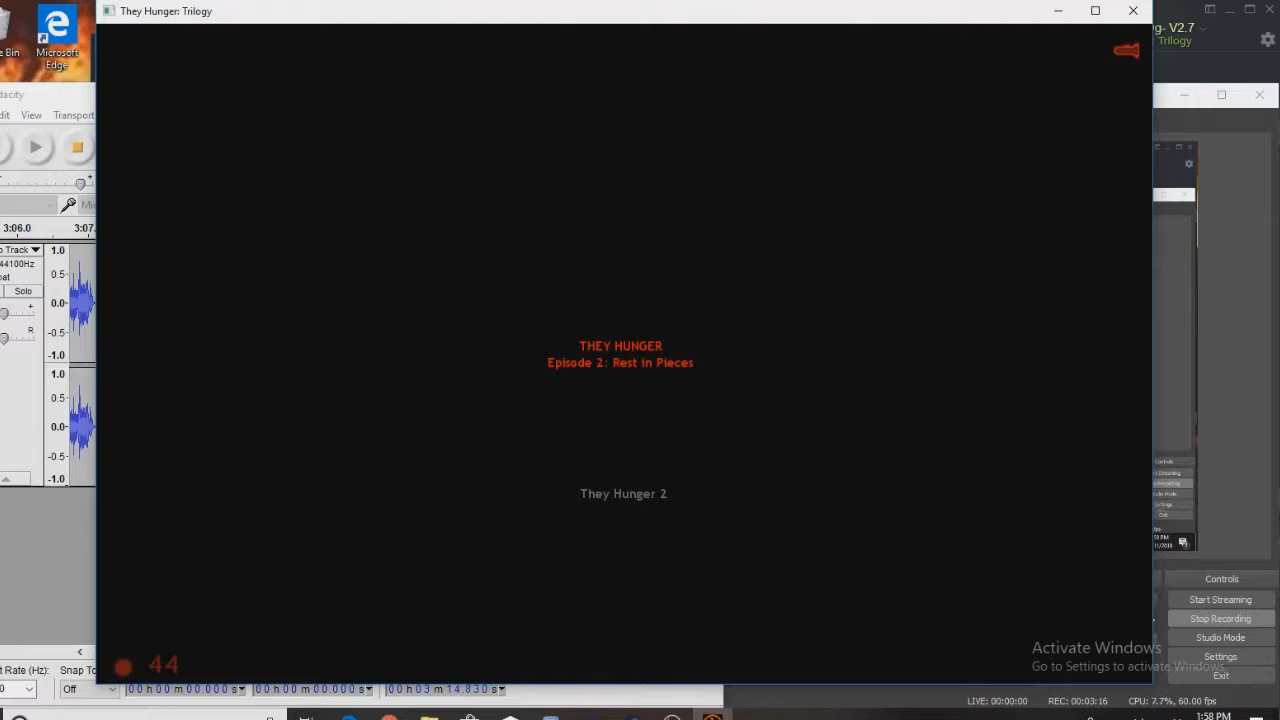 They Hunger: Trilogy
Bin
Microsoft
Edge
V2.7
Trilogy
View
Transport
3:06.0
3:07.
1.0
44100Hz
0.5
Solo
0.0
R
-0.5
-1.0
1.0
0.5
0.0
-0.5
-1.0
THEY HUNGER
Episode 2: Rest in Pieces
They Hunger 2
44
Controls
Start Streaming
Stop Recording
Studio Mode
Settings
Exit
Activate Windows
Go to Settings to activate Windows.
Rate (Hz):
Snap To
Off
00 h 00 m 00.000 s
00 h 00 m 00.000 s
00 h 03 m 14.830 s
LIVE: 00:00:00
REC: 00:03:16
CPU: 7.7%, 60.00 fps
1:58 PM